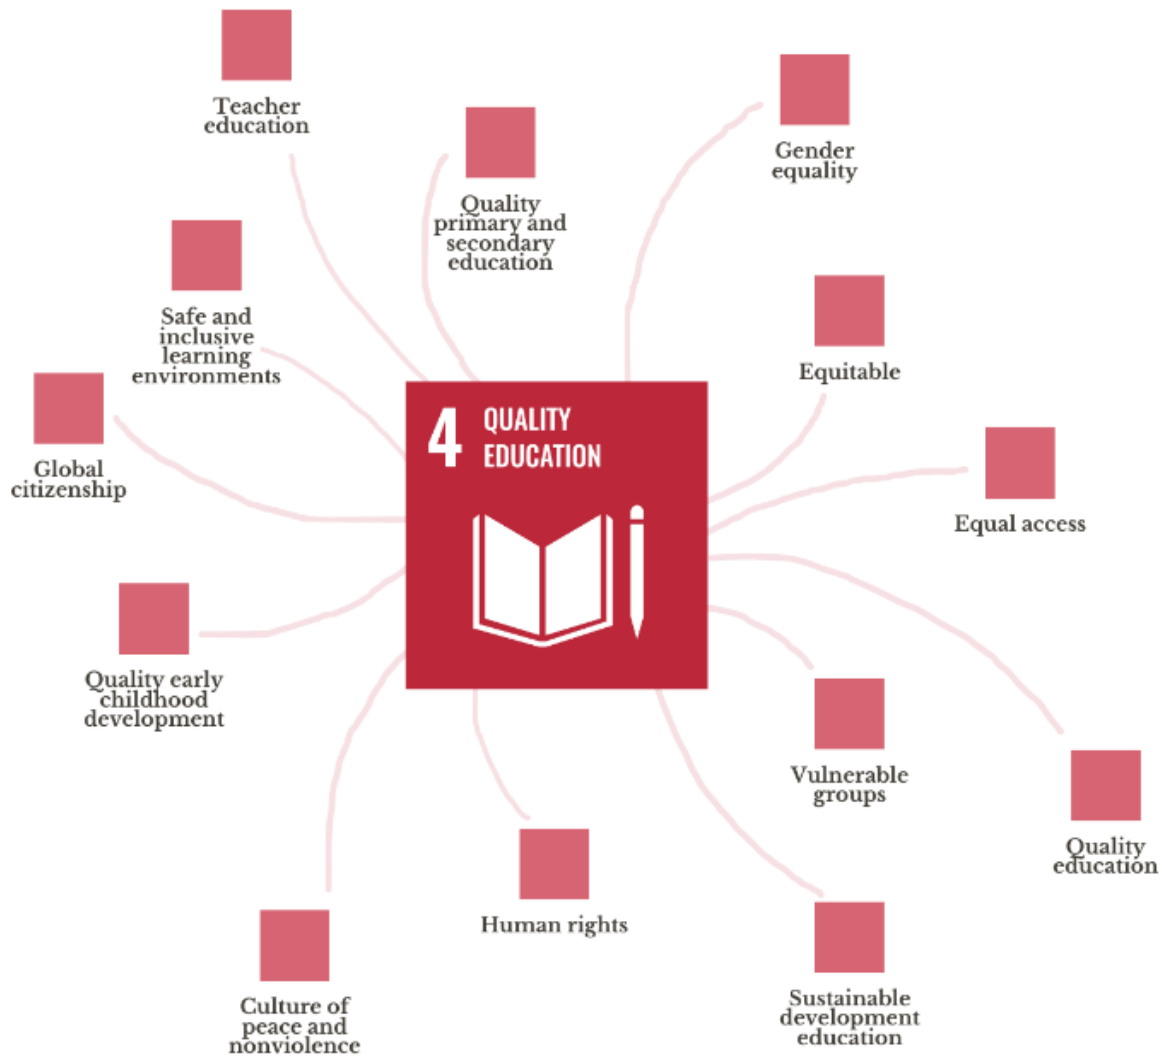 Teacher
education
Quality
primary and
secondary
education
Gender
equality
Safe and
inclusive
learning
environments
Equitable
Global
citizenship
4 QUALITY
EDUCATION
Equal access
Quality early
childhood
development
Vulnerable
groups
Quality
education
Human rights
Culture of
peace and
nonviolence
Sustainable
development
education